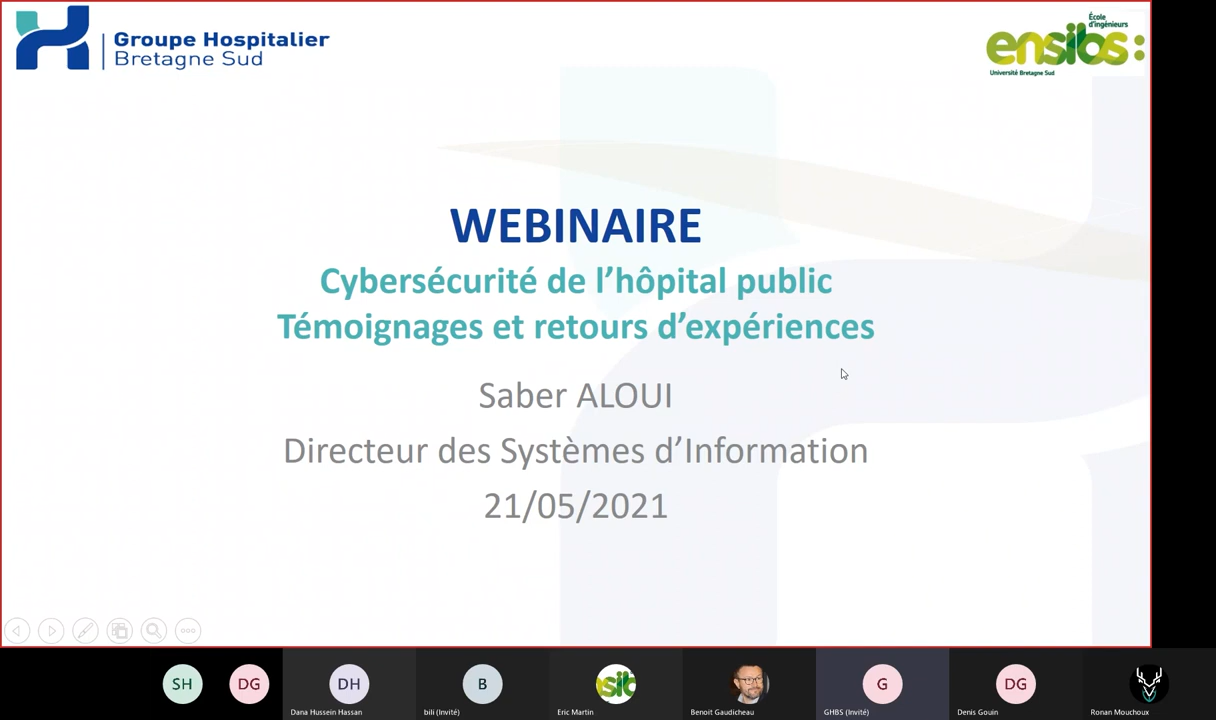 Groupe Hospitalier
Bretagne Sud
École
d'ingénieurs
ensibs:
Université Bretagne Sud
WEBINAIRE
Cybersécurité de l’hôpital public
Témoignages et retours d’expériences
Saber ALOUI
Directeur des Systèmes d’Information
21/05/2021
SH
DG
DH
B
sib
G
DG
Dana Hussein Hassan
bili (Invité)
Eric Martin
Benoit Gaudicheau
GHBS (Invité)
Denis Gouin
Ronan Mouchoux